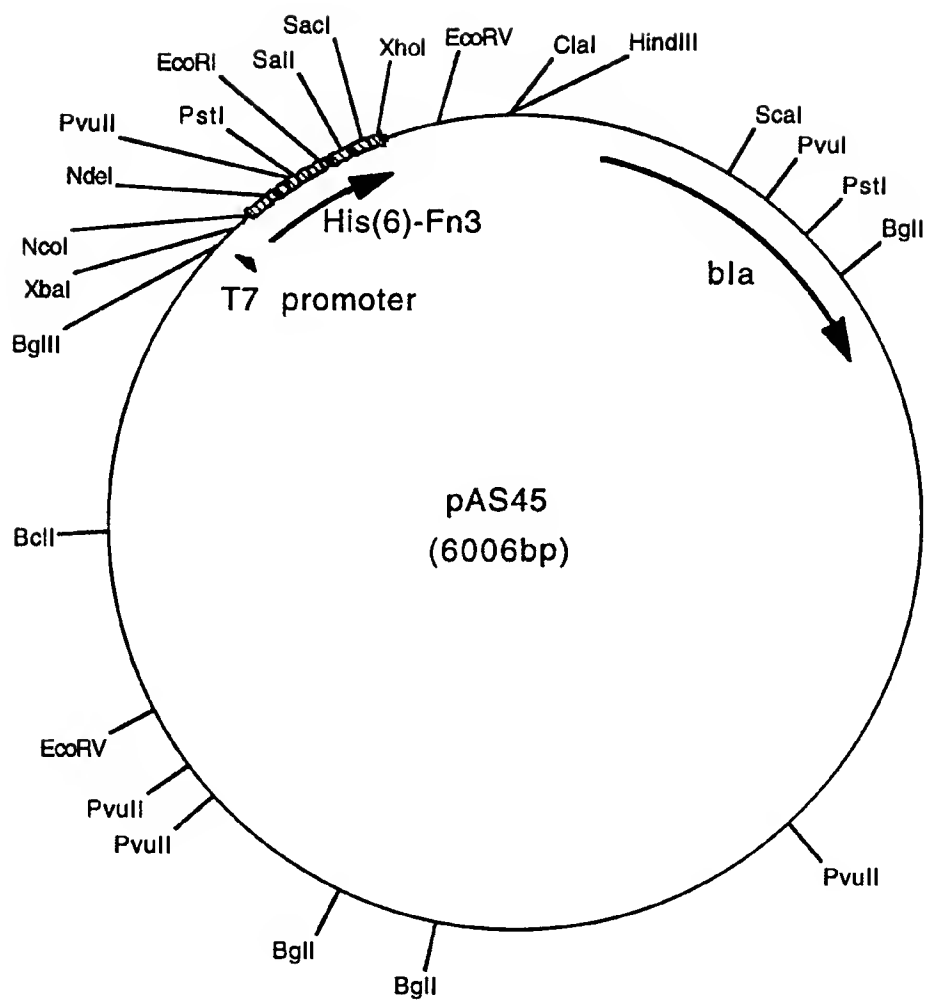 SacI
XhoI
EcoRV
ClaI
HindIII
EcoRI
SalI
ScaI
PvuII
PstI
PvuI
NdeI
PstI
NcoI
His(6)-Fn3
BglI
XbaI
bla
T7 promoter
BglII
pAS45
BclI
(6006bp)
EcoRV
PvuII
PvuII
PvuII
BglI
BglI